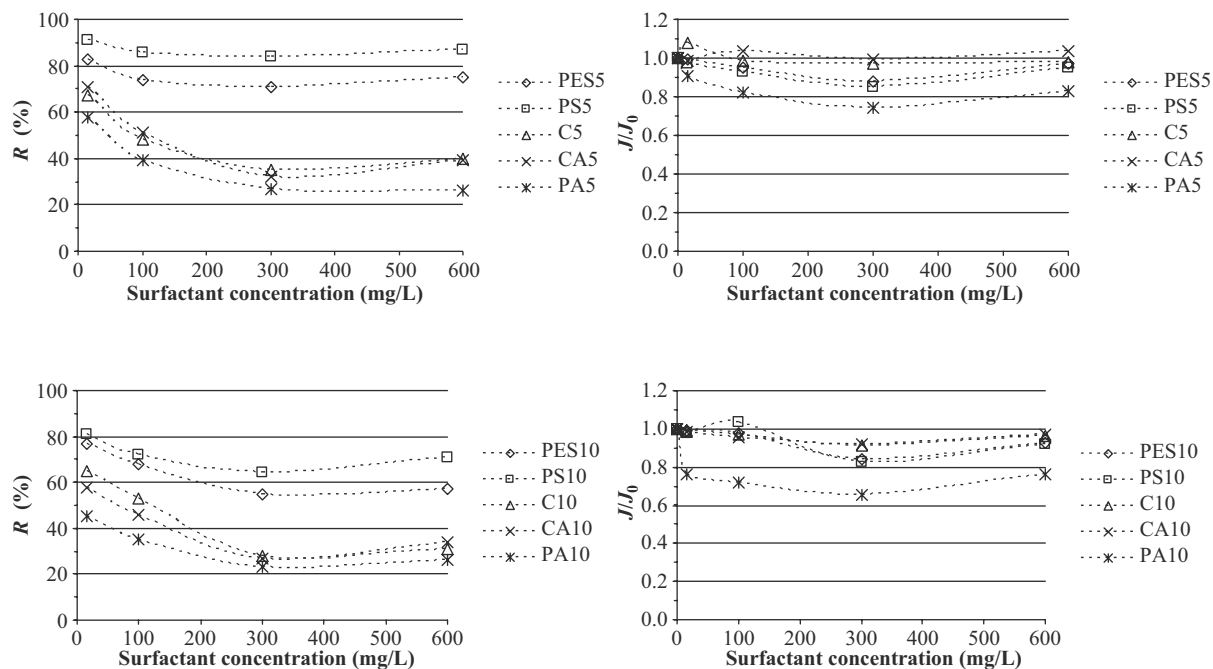 100
80
60
40
20
0
R (%)
0 100 200 300 400 500 600
Surfactant concentration (mg/L)
PES5
PS5
C5
CA5
PA5
1.2
1.0
0.8
0.6
0.4
0.2
0.0
J/J0
0 100 200 300 400 500 600
Surfactant concentration (mg/L)
PES5
PS5
C5
CA5
PA5
100
80
60
40
20
0
R (%)
0 100 200 300 400 500 600
Surfactant concentration (mg/L)
PES10
PS10
C10
CA10
PA10
1.2
1.0
0.8
0.6
0.4
0.2
0.0
J/J0
0 100 200 300 400 500 600
Surfactant concentration (mg/L)
PES10
PS10
C10
CA10
PA10